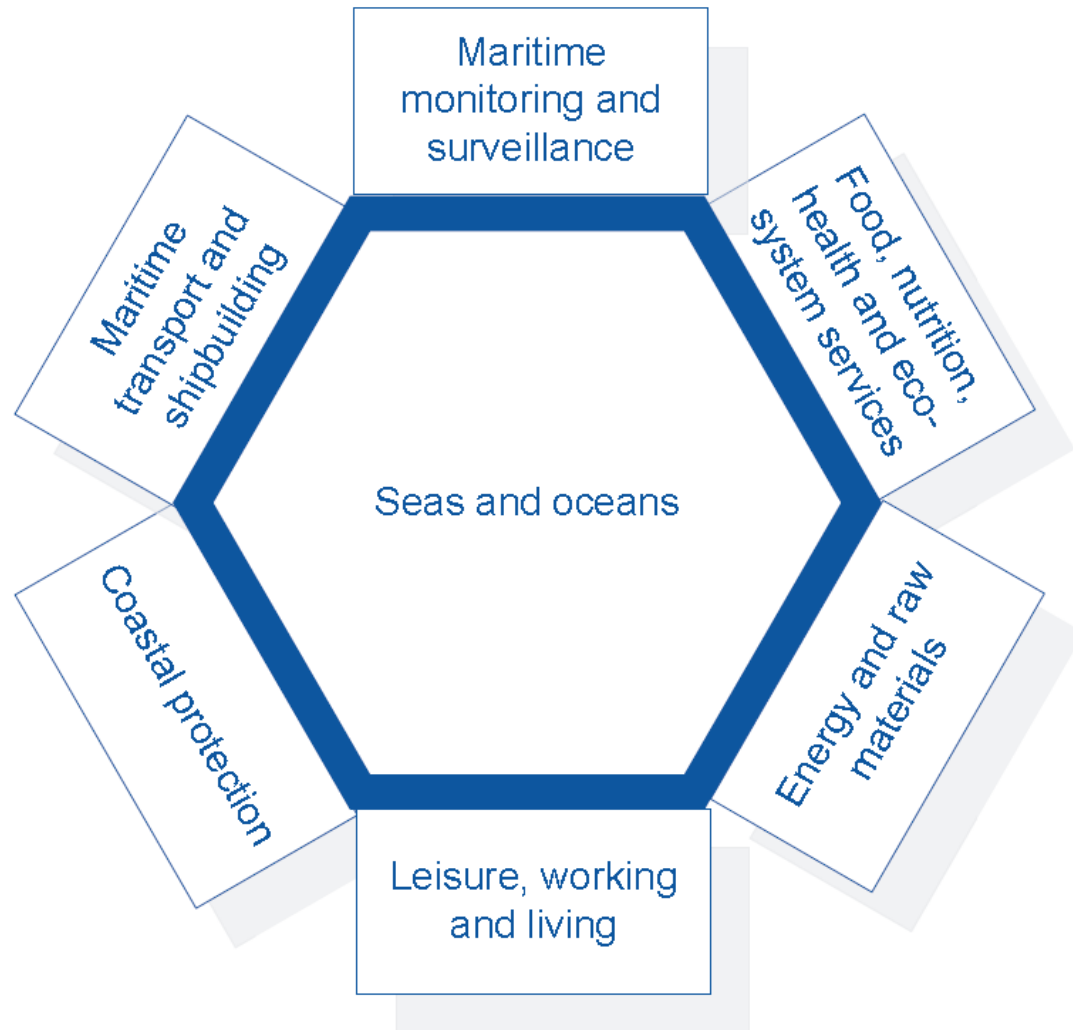 Maritime
monitoring and
surveillance
Food, nutrition,
health and eco-
system services
Maritime
transport and
shipbuilding
Seas and oceans
Coastal protection
Energy and raw
materials
Leisure, working
and living